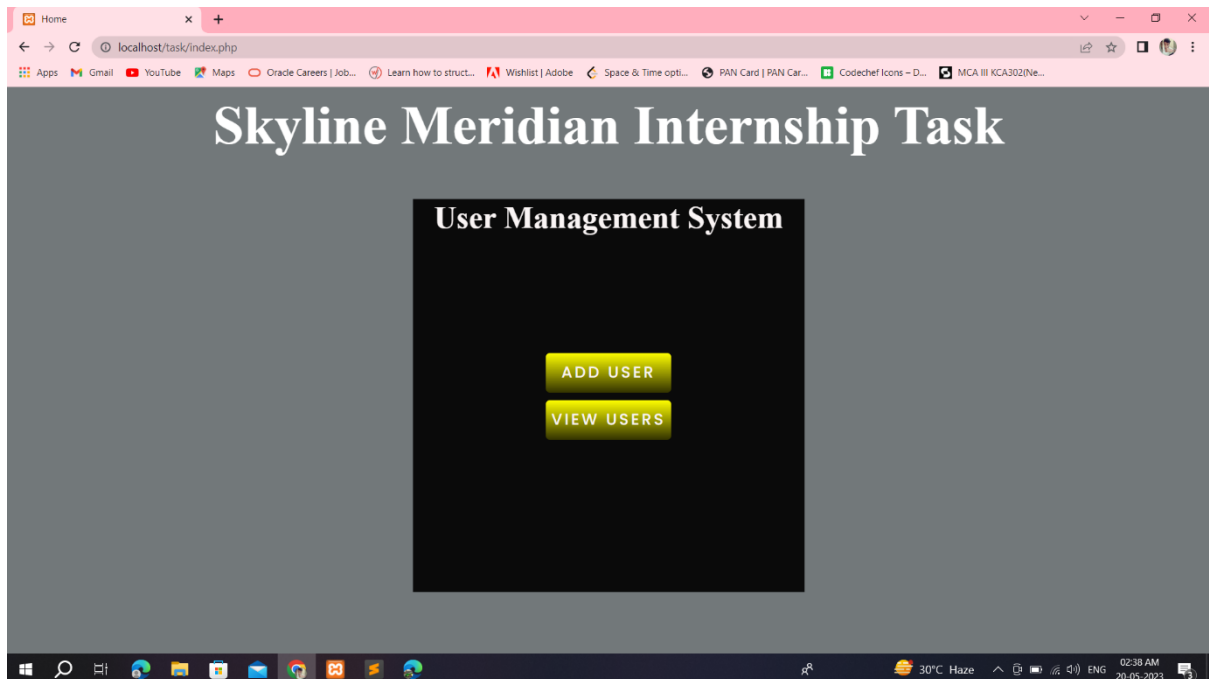 Home
localhost/task/index.php
Apps Gmail YouTube Maps Oracle Careers | Job... Learn how to struct... Wishlist | Adobe Space & Time opti... PAN Card | PAN Car... Codechef Icons – D... MCA III KCA302(Ne...
Skyline Meridian Internship Task
User Management System
ADD USER
VIEW USERS
30°C Haze ENG 02:38 AM
20-05-2023 3